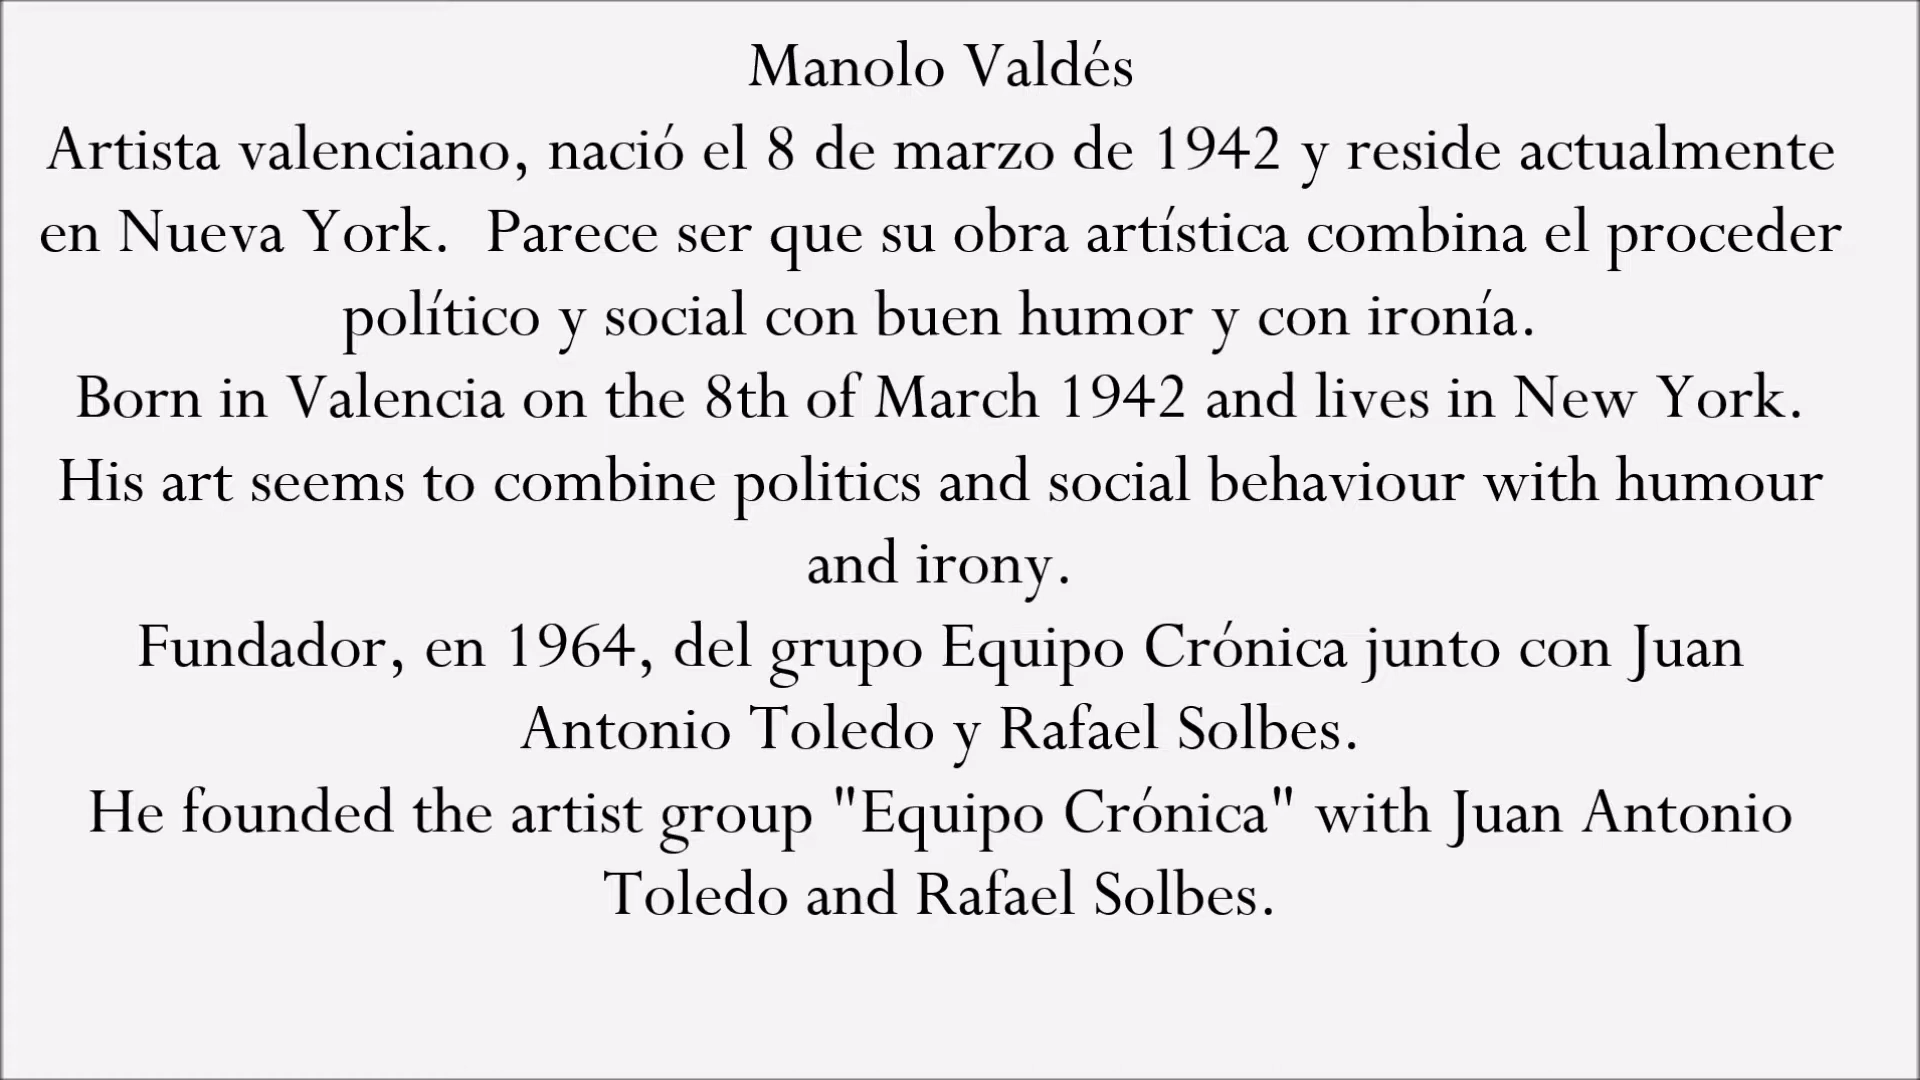 Manolo Valdés
Artista valenciano, nació el 8 de marzo de 1942 y reside actualmente
en Nueva York.  Parece ser que su obra artística combina el proceder
político y social con buen humor y con ironía.
Born in Valencia on the 8th of March 1942 and lives in New York.
His art seems to combine politics and social behaviour with humour
and irony.
Fundador, en 1964, del grupo Equipo Crónica junto con Juan
Antonio Toledo y Rafael Solbes.
He founded the artist group "Equipo Crónica" with Juan Antonio
Toledo and Rafael Solbes.